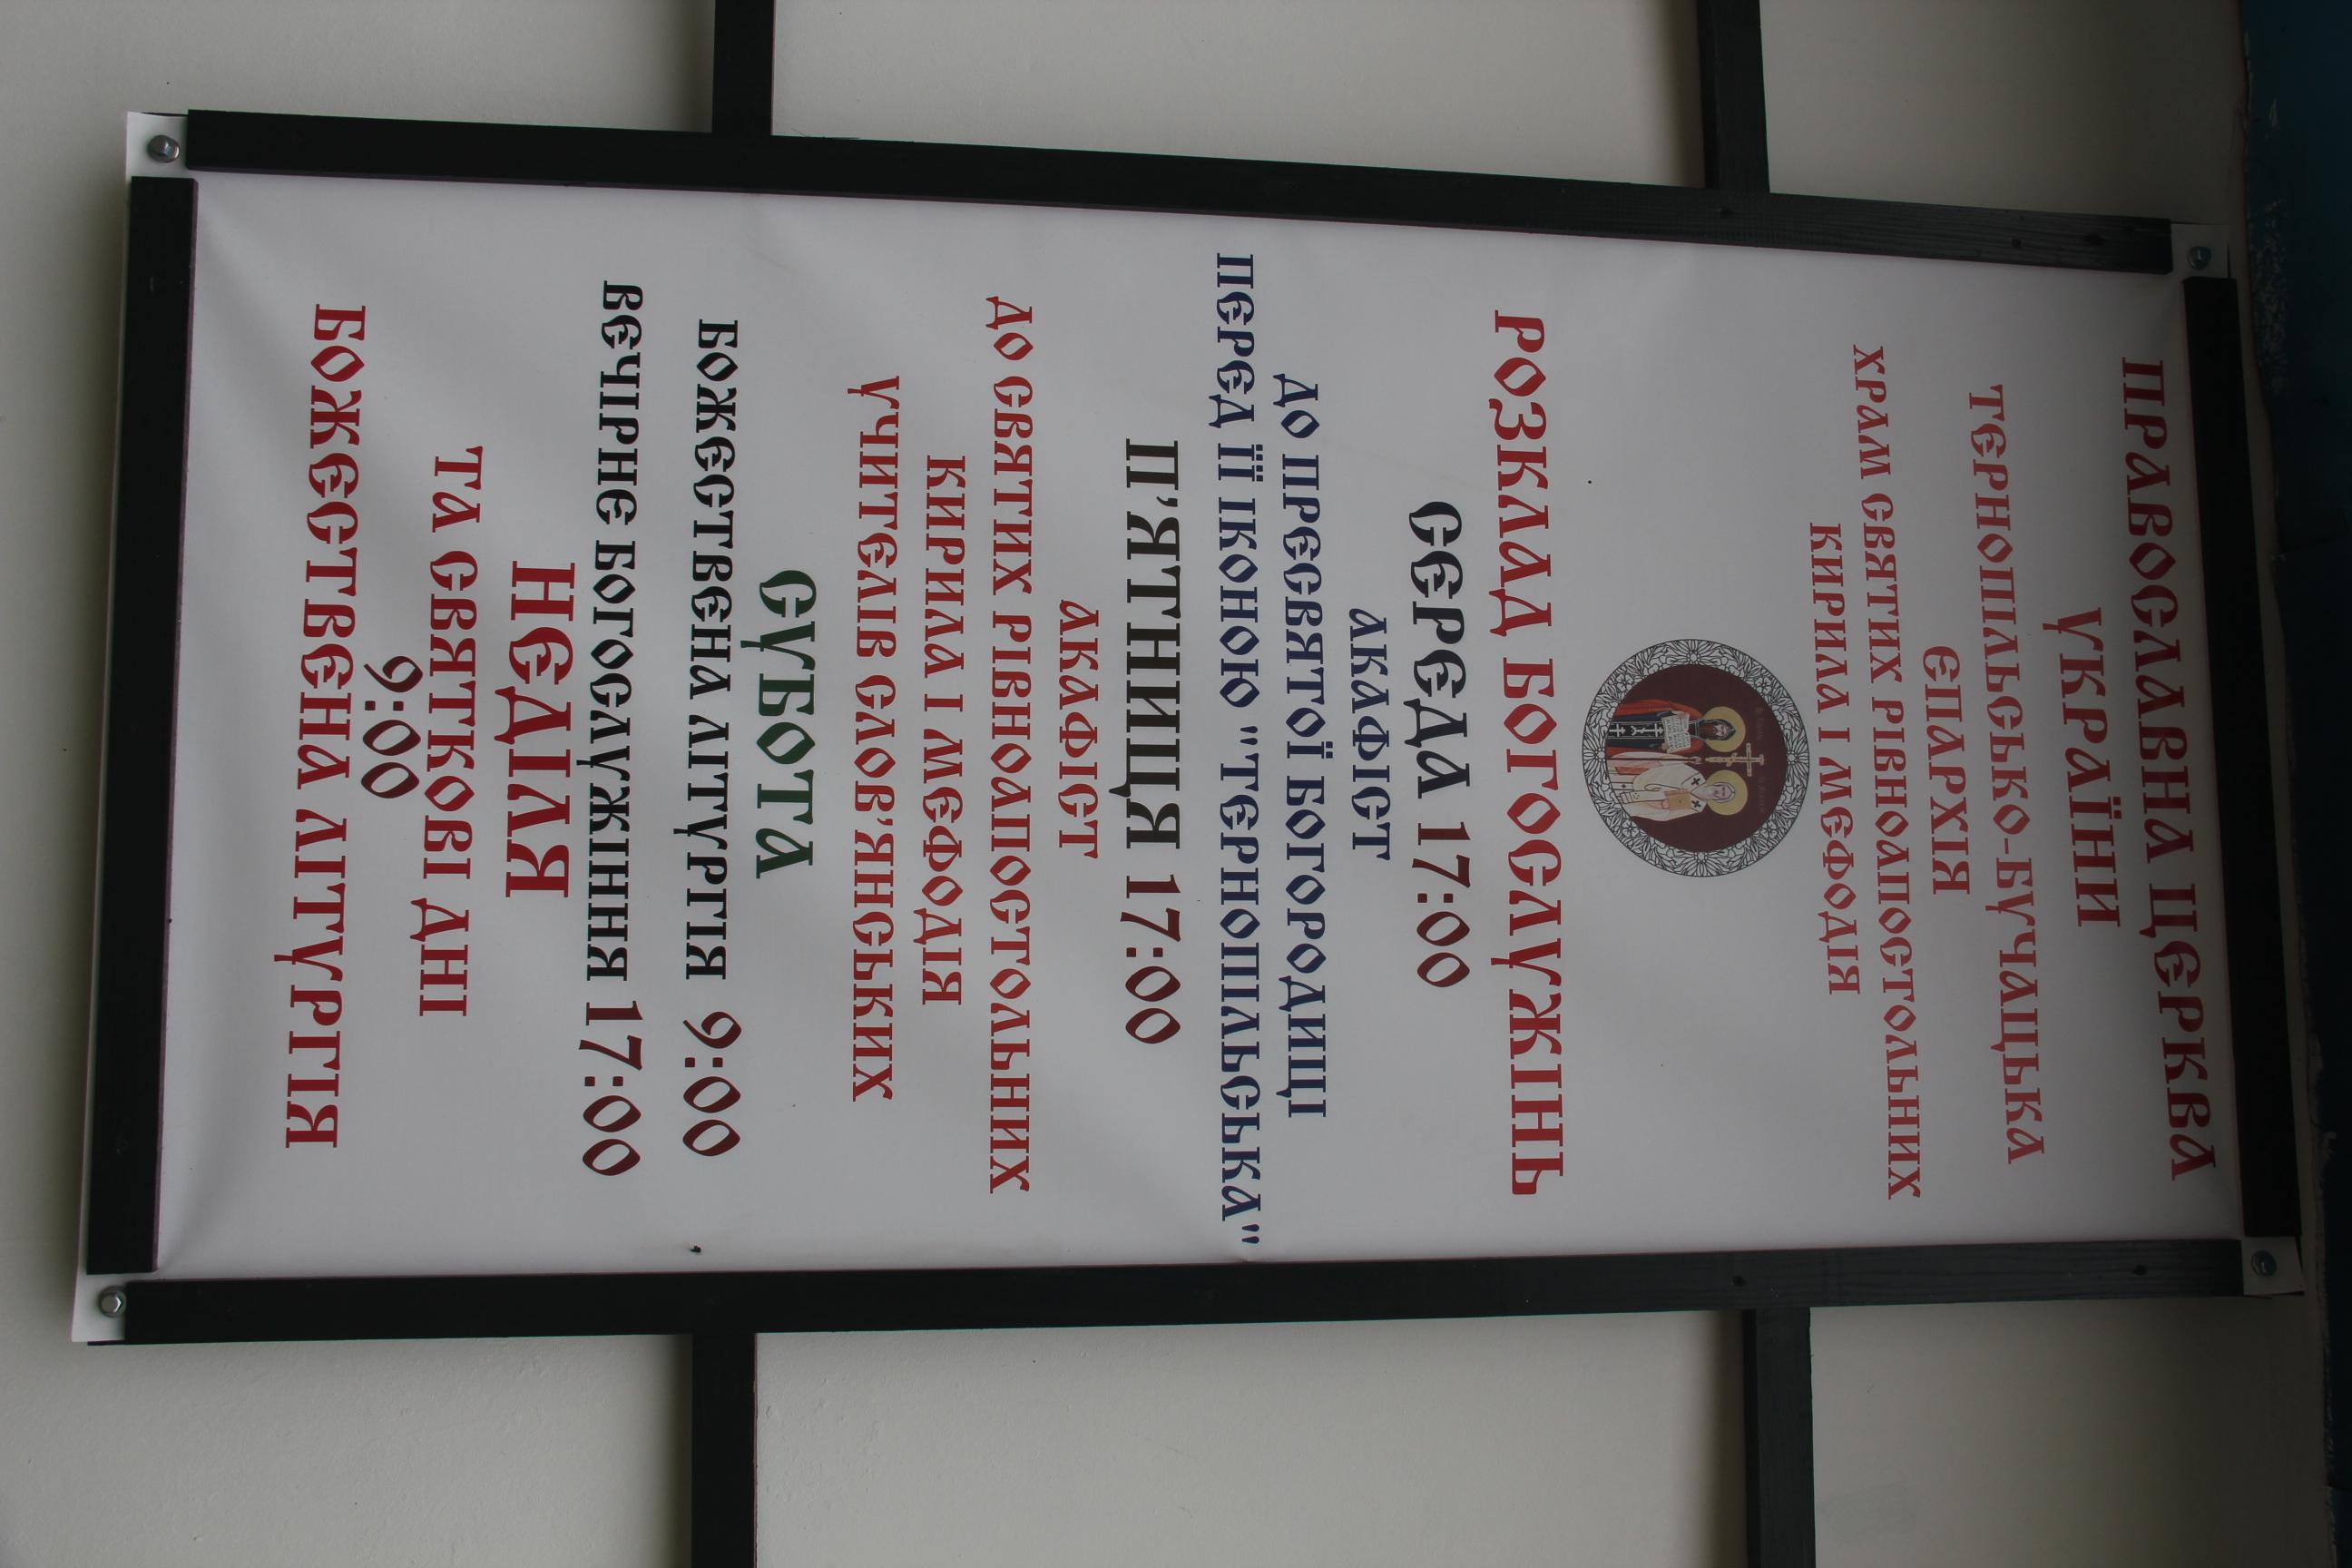 ПРАВОСЛАВНА ЦЕРКВА
УКРАЇНИ
ТЕРНОПІЛЬСЬКО-БУЧАЦЬКА
ЄПАРХІЯ
ХРАМ СВЯТИХ РІВНОАПОСТОЛЬНИХ
КИРИЛА І МЕФОДІЯ
РОЗКЛАД БОГОСЛУЖІНЬ
СЕРЕДА 17:00
АКАФІСТ
ДО ПРЕСВЯТОЇ БОГОРОДИЦІ
ПЕРЕД ЇЇ ІКОНОЮ "ТЕРНОПІЛЬСЬКА"
П'ЯТНИЦЯ 17:00
АКАФІСТ
ДО СВЯТИХ РІВНОАПОСТОЛЬНИХ
КИРИЛА І МЕФОДІЯ
УЧИТЕЛІВ СЛОВ'ЯНСЬКИХ
СУБОТА
БОЖЕСТВЕННА ЛІТУРГІЯ 9:00
ВЕЧІРНЄ БОГОСЛУЖІННЯ 17:00
НЕДІЛЯ
ТА СВЯТКОВІ ДНІ
9:00
БОЖЕСТВЕННА ЛІТУРГІЯ